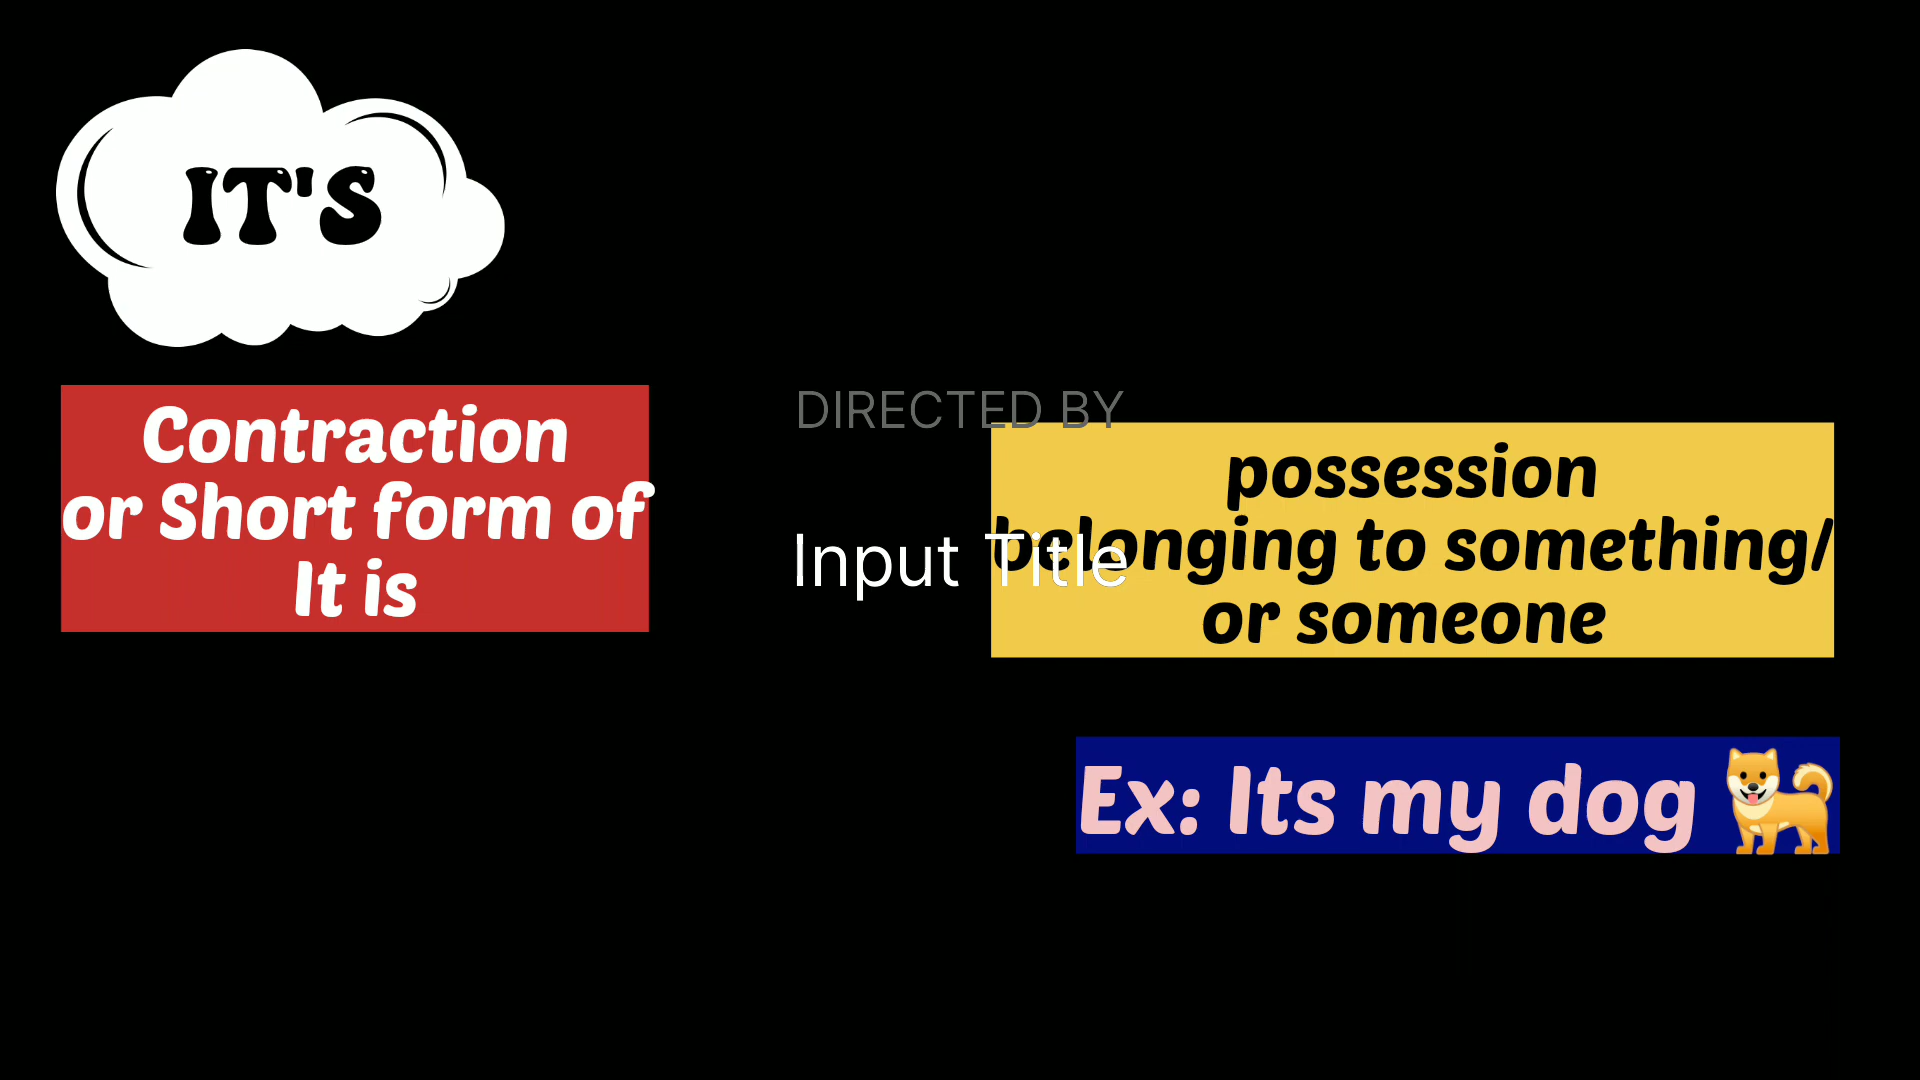 IT'S
Contraction
or Short form of
It is
DIRECTED BY
Input Title
possession
belonging to something/
or someone
Ex: Its my dog